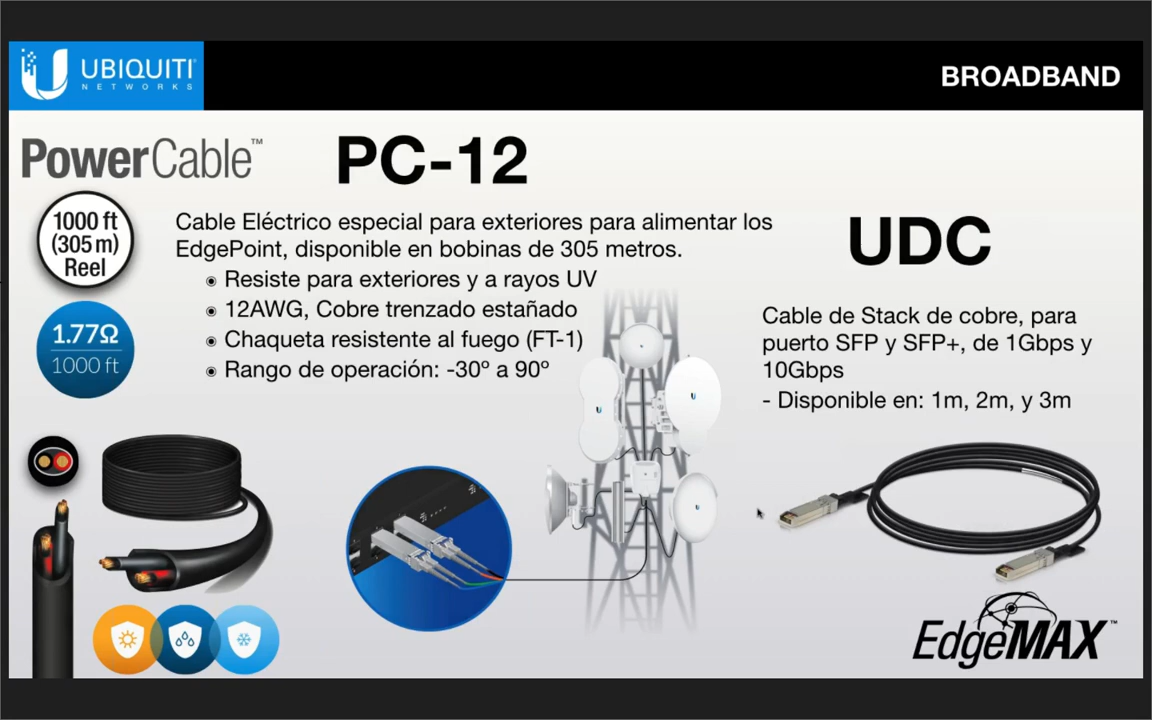 UBIQUITI
NETWORKS
BROADBAND
PowerCable™
PC-12
1000 ft
(305 m)
Reel
Cable Eléctrico especial para exteriores para alimentar los
EdgePoint, disponible en bobinas de 305 metros.
Resiste para exteriores y a rayos UV
12AWG, Cobre trenzado estañado
Chaqueta resistente al fuego (FT-1)
Rango de operación: -30º a 90º
1.77Ω
1000 ft
UDC
Cable de Stack de cobre, para
puerto SFP y SFP+, de 1Gbps y
10Gbps
- Disponible en: 1m, 2m, y 3m
EdgeMAX™